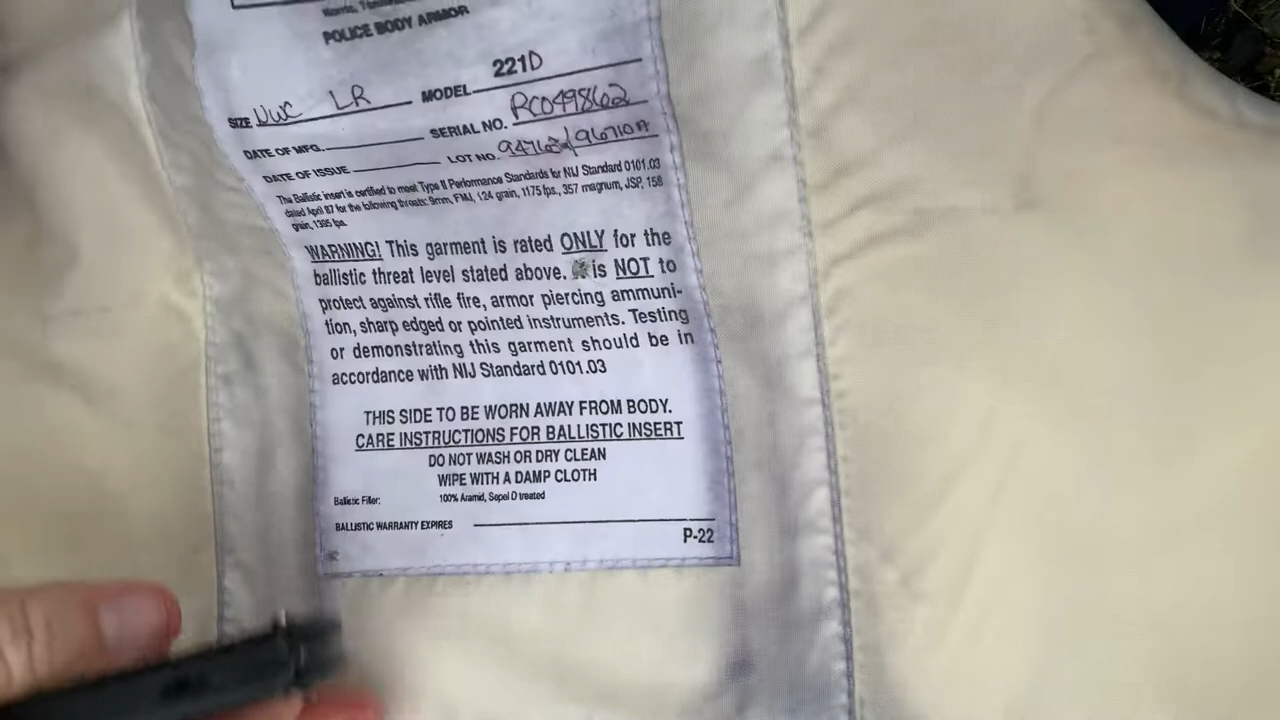 POLICE BODY ARMOR
SIZE UWC LR MODEL 221D
DATE OF MFG. SERIAL NO. RC049862
DATE OF ISSUE LOT NO. 96710A
The Ballistic insert is certified to meet Type II Performance Standards for NIJ Standard 0101.03
dated April 87 for the following threats: 9mm, FMJ, 124 grain, 1175 fps., 357 magnum, JSP, 158
grain, 1395 fps.
WARNING! This garment is rated ONLY for the
ballistic threat level stated above. is NOT to
protect against rifle fire, armor piercing ammuni-
tion, sharp edged or pointed instruments. Testing
or demonstrating this garment should be in
accordance with NIJ Standard 0101.03
THIS SIDE TO BE WORN AWAY FROM BODY.
CARE INSTRUCTIONS FOR BALLISTIC INSERT
DO NOT WASH OR DRY CLEAN
WIPE WITH A DAMP CLOTH
Ballistic Filler: 100% Aramid, Sepel D treated
BALLISTIC WARRANTY EXPIRES
P-22